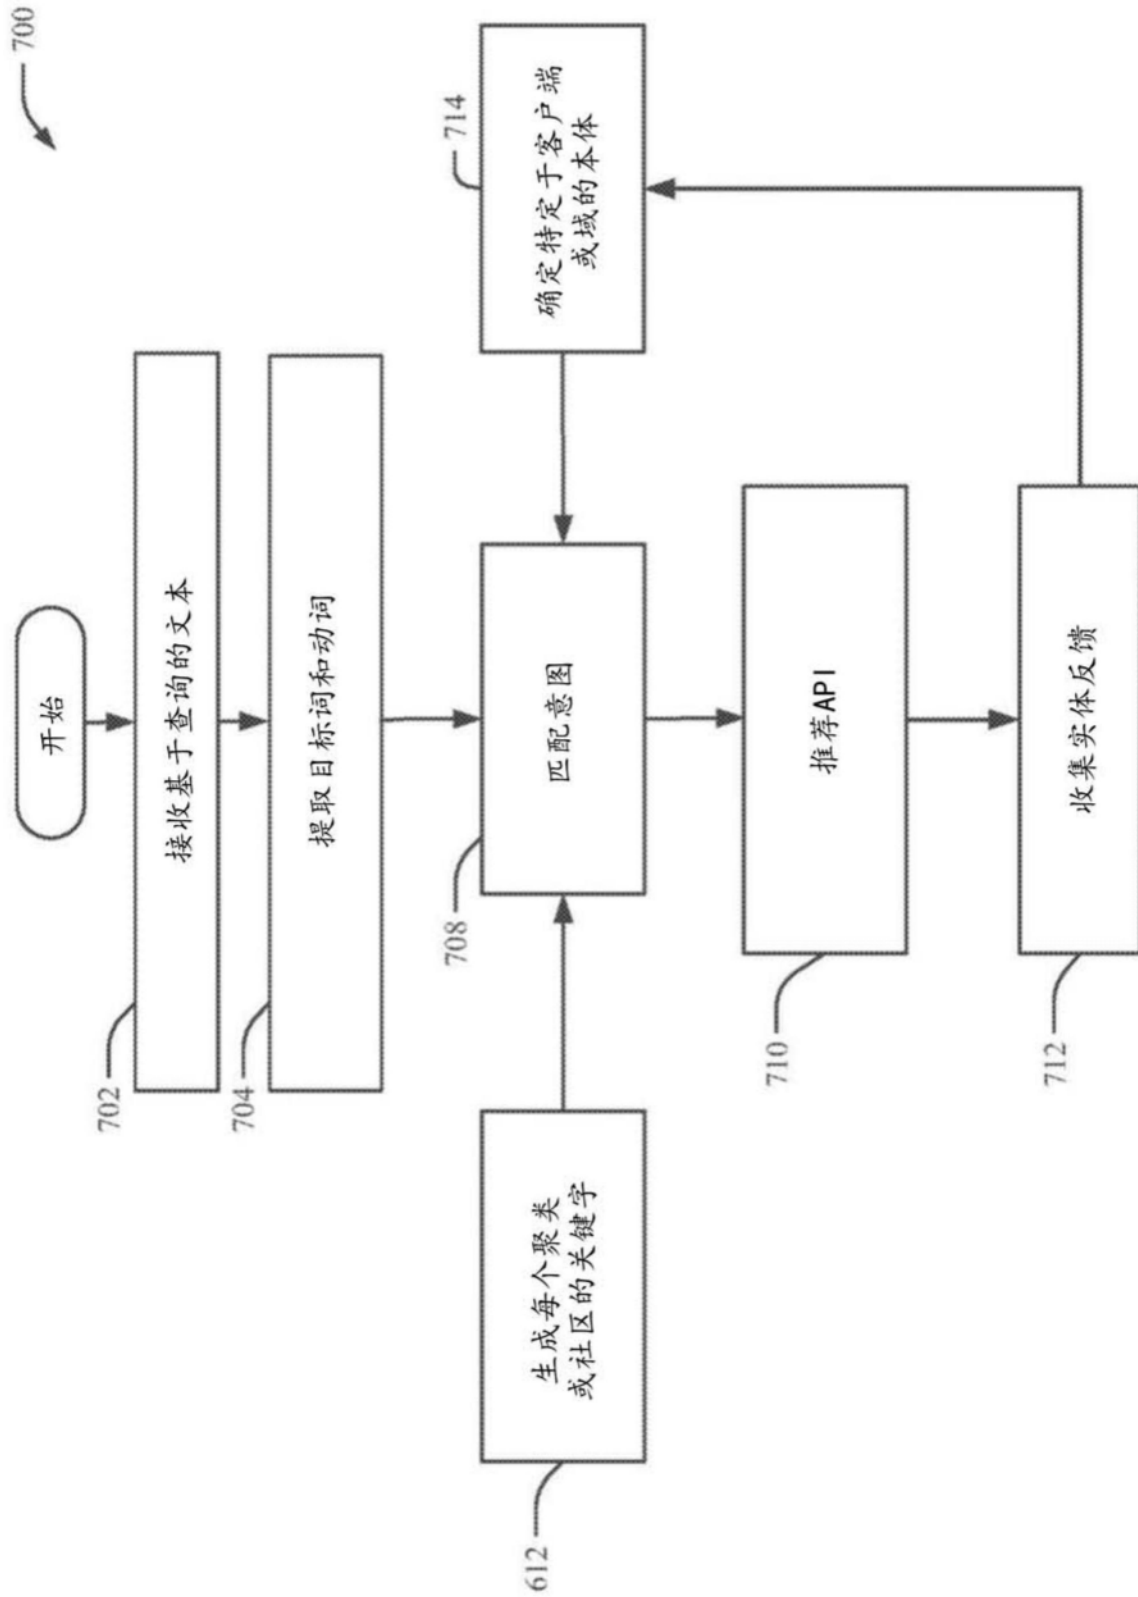 700
开始
702
接收基于查询的文本
704
提取目标词和动词
612
生成每个聚类
或社区的关键字
708
匹配意图
714
确定特定于客户端
或域的本体
710
推荐API
712
收集实体反馈